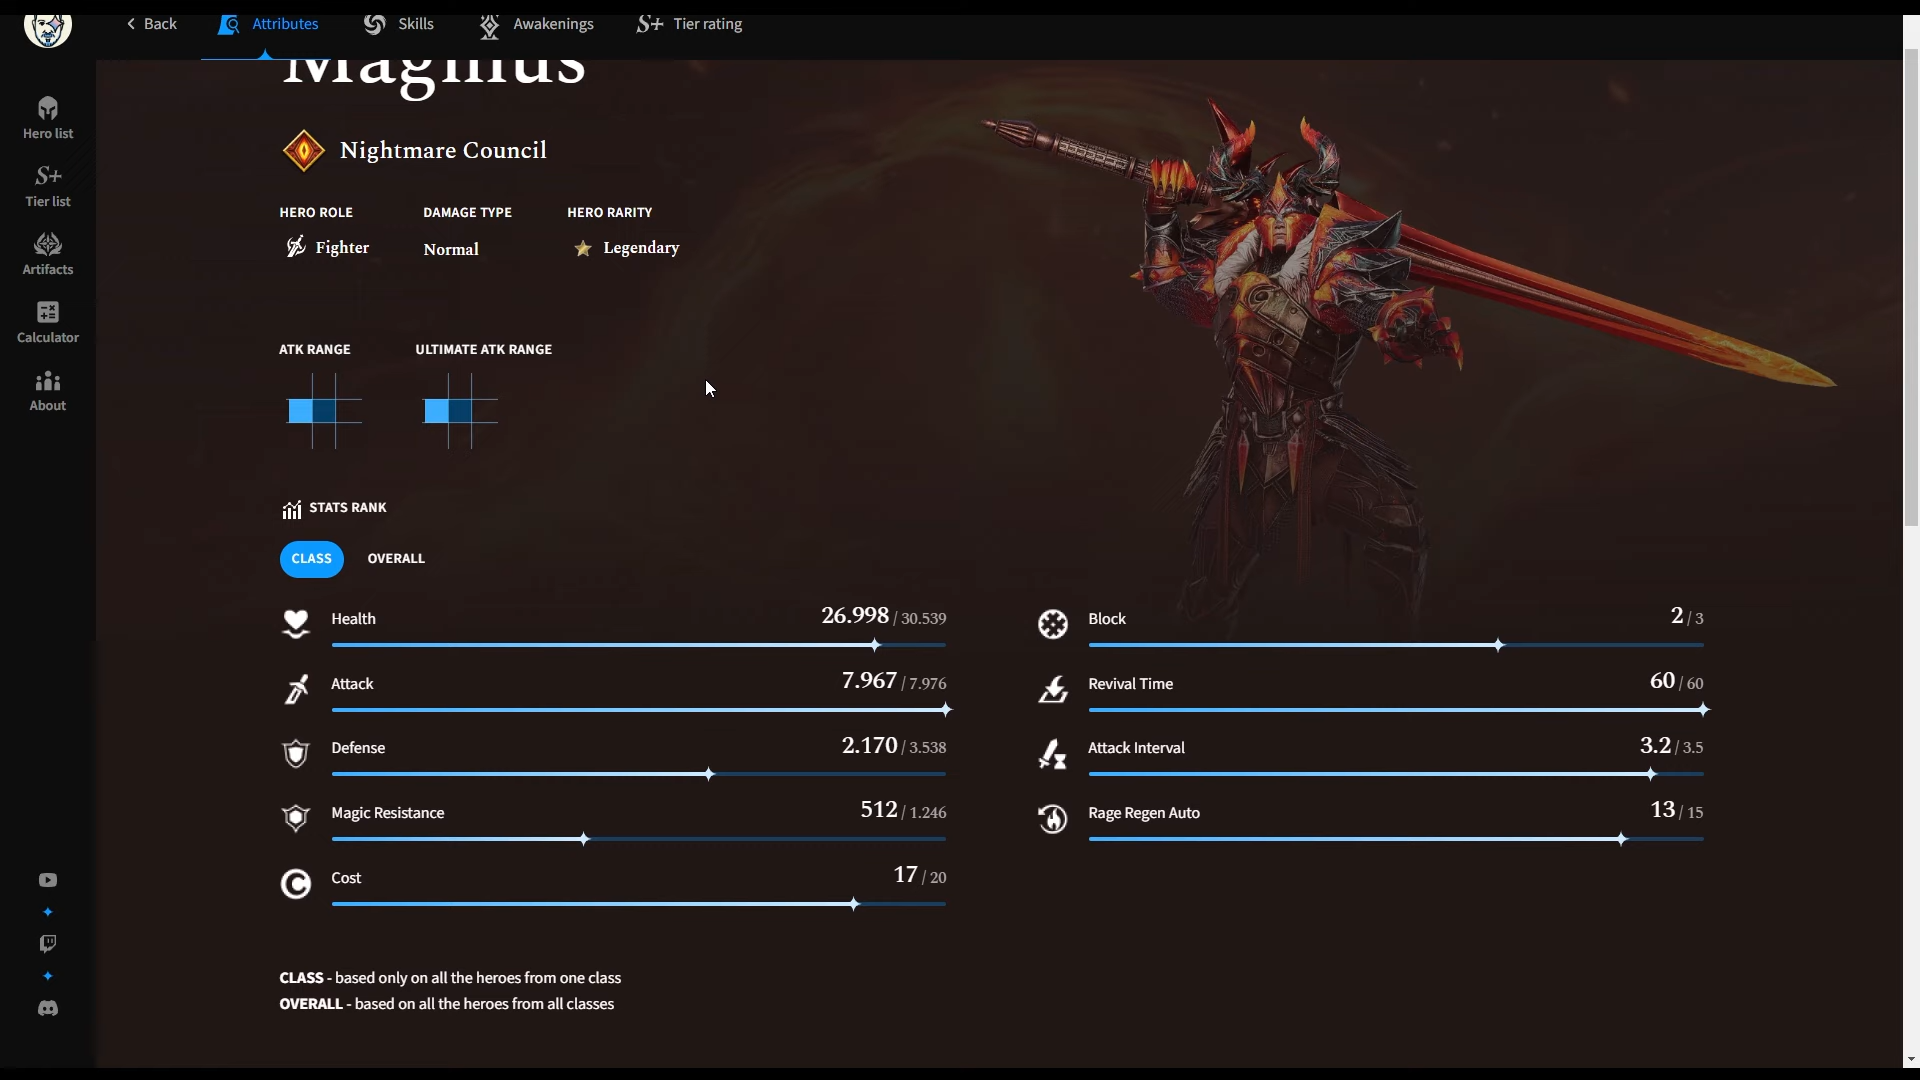 Back
Attributes
Skills
Awakenings
S+ Tier rating
Hero list
S+
Tier list
Artifacts
Calculator
About
Nightmare Council
HERO ROLE
DAMAGE TYPE
HERO RARITY
Fighter
Normal
Legendary
ATK RANGE
ULTIMATE ATK RANGE
STATS RANK
CLASS
OVERALL
Health 26.998 / 30.539
Block 2 / 3
Attack 7.967 / 7.976
Revival Time 60 / 60
Defense 2.170 / 3.538
Attack Interval 3.2 / 3.5
Magic Resistance 512 / 1.246
Rage Regen Auto 13 / 15
Cost 17 / 20
CLASS - based only on all the heroes from one class
OVERALL - based on all the heroes from all classes